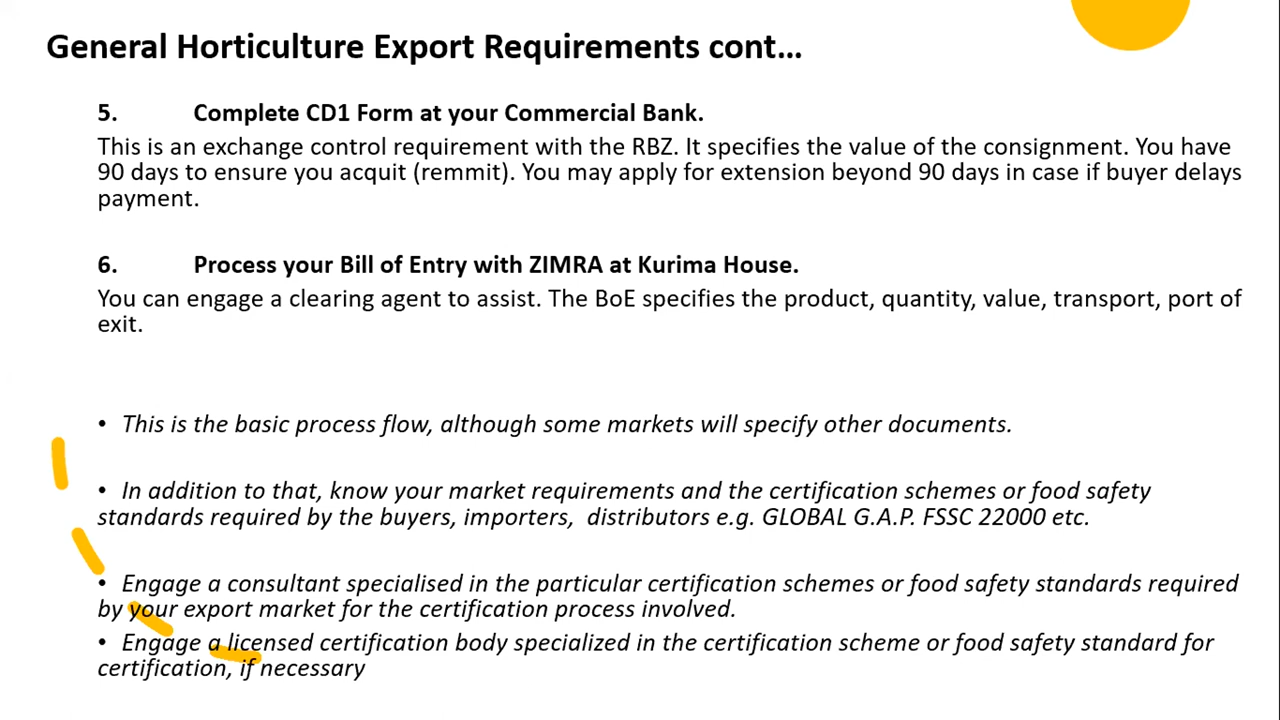 General Horticulture Export Requirements cont...
5. Complete CD1 Form at your Commercial Bank.
This is an exchange control requirement with the RBZ. It specifies the value of the consignment. You have
90 days to ensure you acquit (remmit). You may apply for extension beyond 90 days in case if buyer delays
payment.
6. Process your Bill of Entry with ZIMRA at Kurima House.
You can engage a clearing agent to assist. The BoE specifies the product, quantity, value, transport, port of
exit.
• This is the basic process flow, although some markets will specify other documents.
• In addition to that, know your market requirements and the certification schemes or food safety
standards required by the buyers, importers, distributors e.g. GLOBAL G.A.P. FSSC 22000 etc.
• Engage a consultant specialised in the particular certification schemes or food safety standards required
by your export market for the certification process involved.
• Engage a licensed certification body specialized in the certification scheme or food safety standard for
certification, if necessary